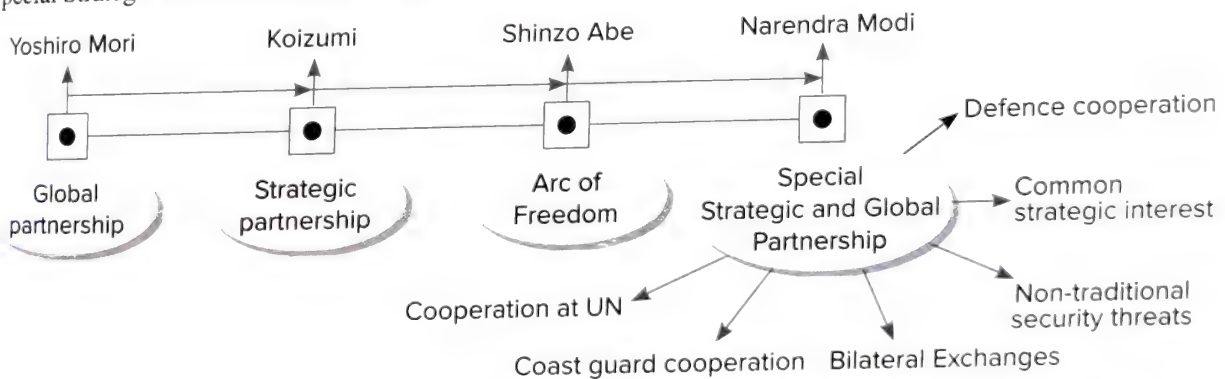 Yoshiro Mori
Koizumi
Shinzo Abe
Narendra Modi
Global
partnership
Strategic
partnership
Arc of
Freedom
Special
Strategic and Global
Partnership
Defence cooperation
Common
strategic interest
Non-traditional
security threats
Cooperation at UN
Coast guard cooperation
Bilateral Exchanges